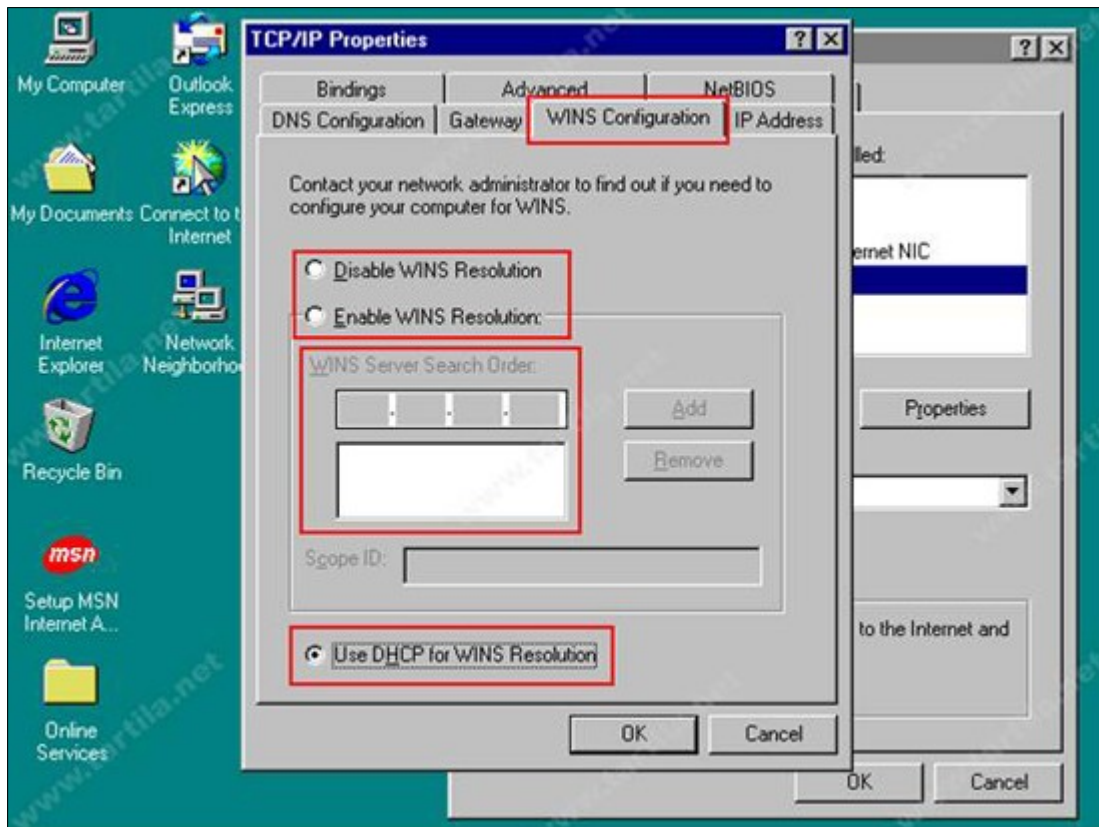 My Computer
Outlook
Express
My Documents
Connect to t
Internet
Internet
Explorer
Network
Neighborho
Recycle Bin
msn
Setup MSN
Internet A...
Online
Services
TCP/IP Properties
Bindings
Advanced
NetBIOS
DNS Configuration
Gateway
WINS Configuration
IP Address
Contact your network administrator to find out if you need to
configure your computer for WINS.
Disable WINS Resolution
Enable WINS Resolution:
WINS Server Search Order:
Add
Remove
Scope ID:
Use DHCP for WINS Resolution
OK
Cancel
lled:
ernet NIC
Properties
to the Internet and
OK
Cancel
www.tartila.net